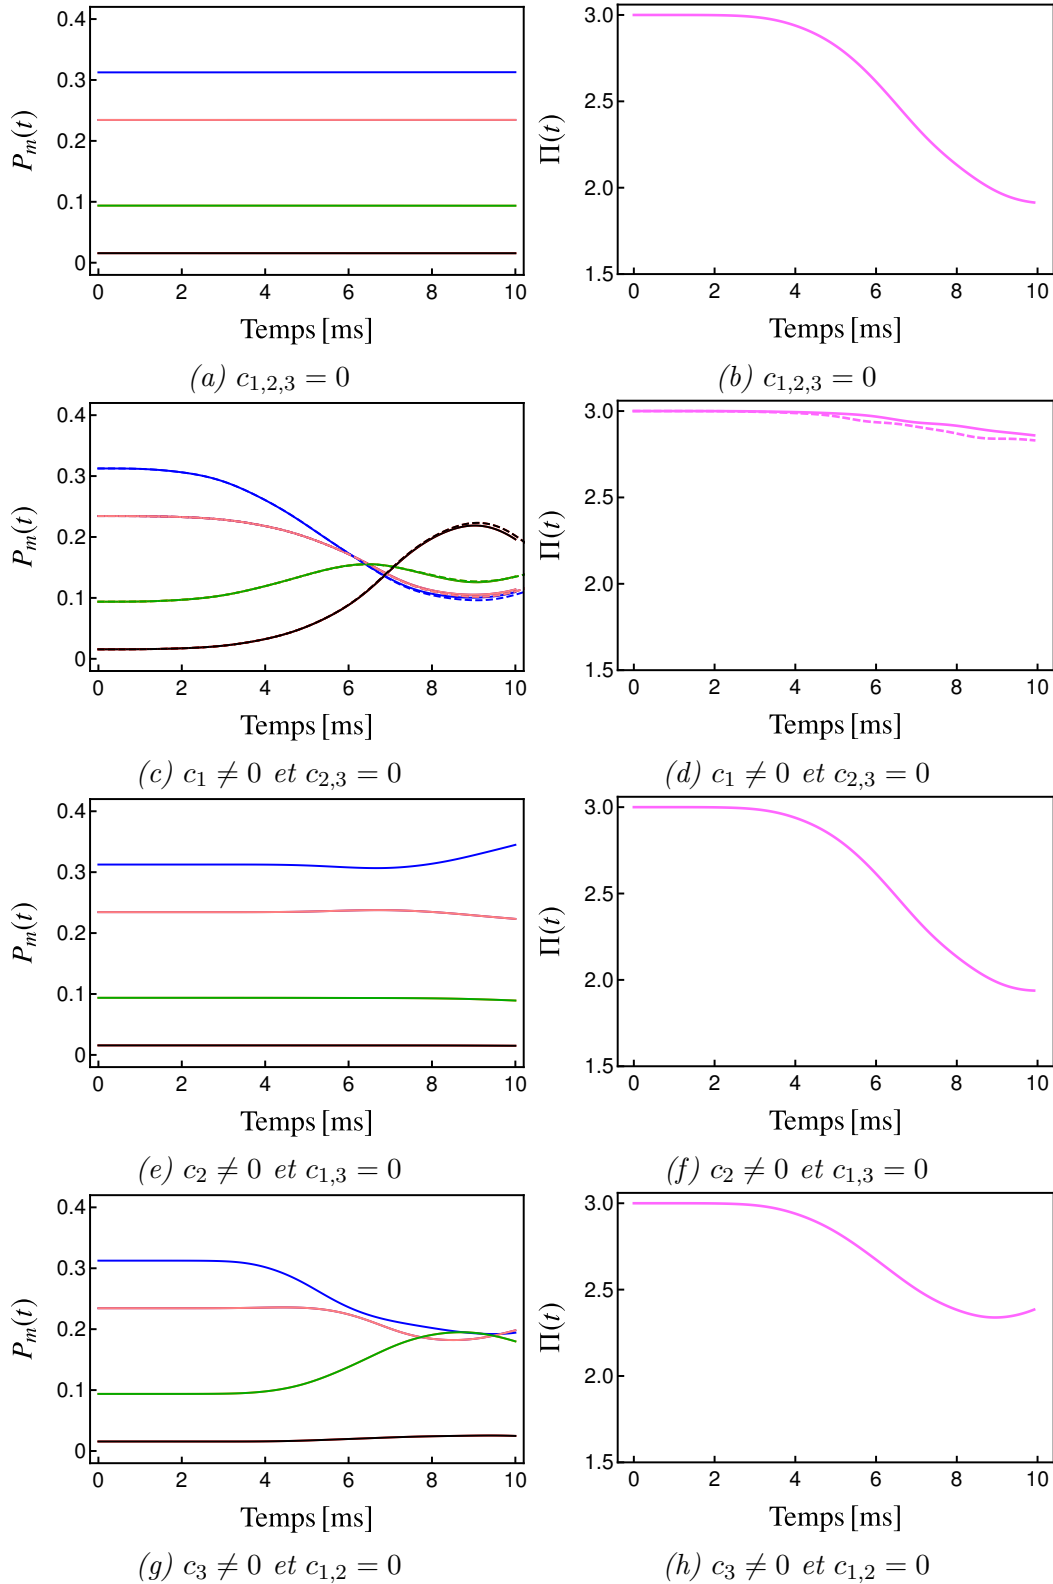 0.4
0.3
0.2
0.1
0
P_m(t)
0 2 4 6 8 10
Temps [ms]
(a) c_{1,2,3} = 0
3.0
2.5
2.0
1.5
Π(t)
0 2 4 6 8 10
Temps [ms]
(b) c_{1,2,3} = 0
0.4
0.3
0.2
0.1
0
P_m(t)
0 2 4 6 8 10
Temps [ms]
(c) c_1 ≠ 0 et c_{2,3} = 0
3.0
2.5
2.0
1.5
Π(t)
0 2 4 6 8 10
Temps [ms]
(d) c_1 ≠ 0 et c_{2,3} = 0
0.4
0.3
0.2
0.1
0
P_m(t)
0 2 4 6 8 10
Temps [ms]
(e) c_2 ≠ 0 et c_{1,3} = 0
3.0
2.5
2.0
1.5
Π(t)
0 2 4 6 8 10
Temps [ms]
(f) c_2 ≠ 0 et c_{1,3} = 0
0.4
0.3
0.2
0.1
0
P_m(t)
0 2 4 6 8 10
Temps [ms]
(g) c_3 ≠ 0 et c_{1,2} = 0
3.0
2.5
2.0
1.5
Π(t)
0 2 4 6 8 10
Temps [ms]
(h) c_3 ≠ 0 et c_{1,2} = 0